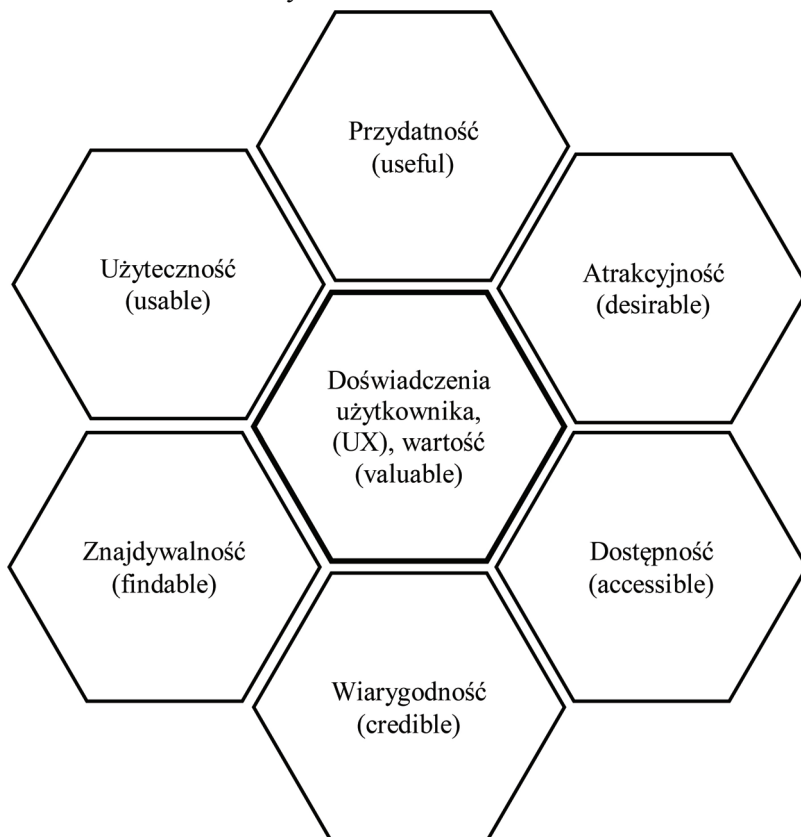 Przydatność
(useful)
Użyteczność
(usable)
Atrakcyjność
(desirable)
Doświadczenia
użytkownika,
(UX), wartość
(valuable)
Znajdywalność
(findable)
Dostępność
(accessible)
Wiarygodność
(credible)